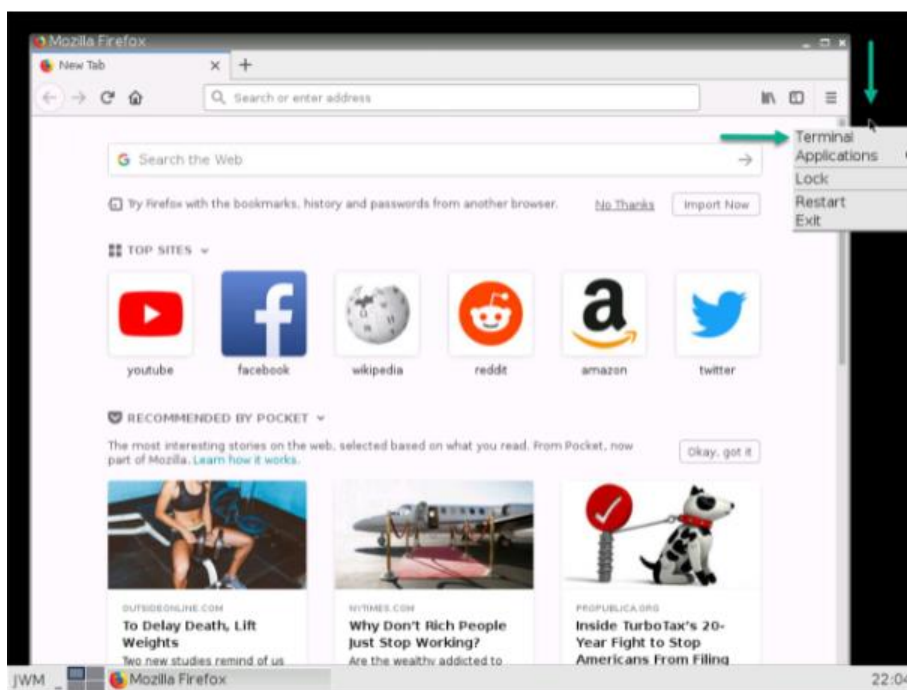 Mozilla Firefox
New Tab
Search or enter address
Terminal
Applications
Lock
Restart
Exit
Search the Web
Try Firefox with the bookmarks, history and passwords from another browser. No Thanks Import Now
TOP SITES
youtube facebook wikipedia reddit amazon twitter
RECOMMENDED BY POCKET
The most interesting stories on the web, selected based on what you read. From Pocket, now
part of Mozilla. Learn how it works.
Okay, got it
OUTSIDEONLINE.COM
To Delay Death, Lift
Weights
Two new studies remind of us
NYTIMES.COM
Why Don't Rich People
Just Stop Working?
Are the wealthy addicted to
PROPUBLICA.ORG
Inside TurboTax's 20-
Year Fight to Stop
Americans From Filing
JWM Mozilla Firefox 22:04